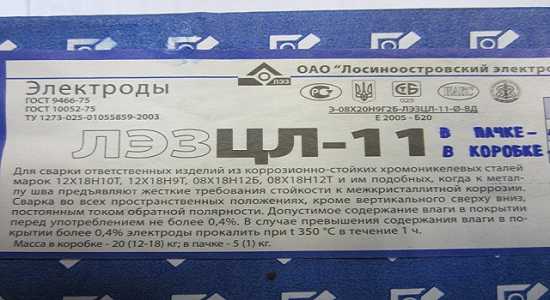 ОАО "Лосиноостровский электро
Электроды
ГОСТ 9466-75
ГОСТ 10052-75
ТУ 1273-025-01055859-2003
ЛЭЗ
025
Э-08Х20Н9Г2Б-ЛЭЗЦЛ-11-Ø-ВД
Е 2005 - Б20
ЛЭЗЦЛ-11
В ПАЧКЕ-
В КОРОБКЕ
Для сварки ответственных изделий из коррозионно-стойких хромоникелевых сталей
марок 12Х18Н10Т, 12Х18Н9Т, 08Х18Н12Б, 08Х18Н12Т и им подобных, когда к метал-
лу шва предъявляют жесткие требования стойкости к межкристаллитной коррозии.
Сварка во всех пространственных положениях, кроме вертикального сверху вниз,
постоянным током обратной полярности. Допустимое содержание влаги в покрытии
перед употреблением не более 0,4%. В случае превышения содержания влаги в по-
крытии более 0,4% электроды прокалить при t 350 °С в течение 1 ч.
Масса в коробке - 20 (12-18) кг; в пачке - 5 (1) кг.